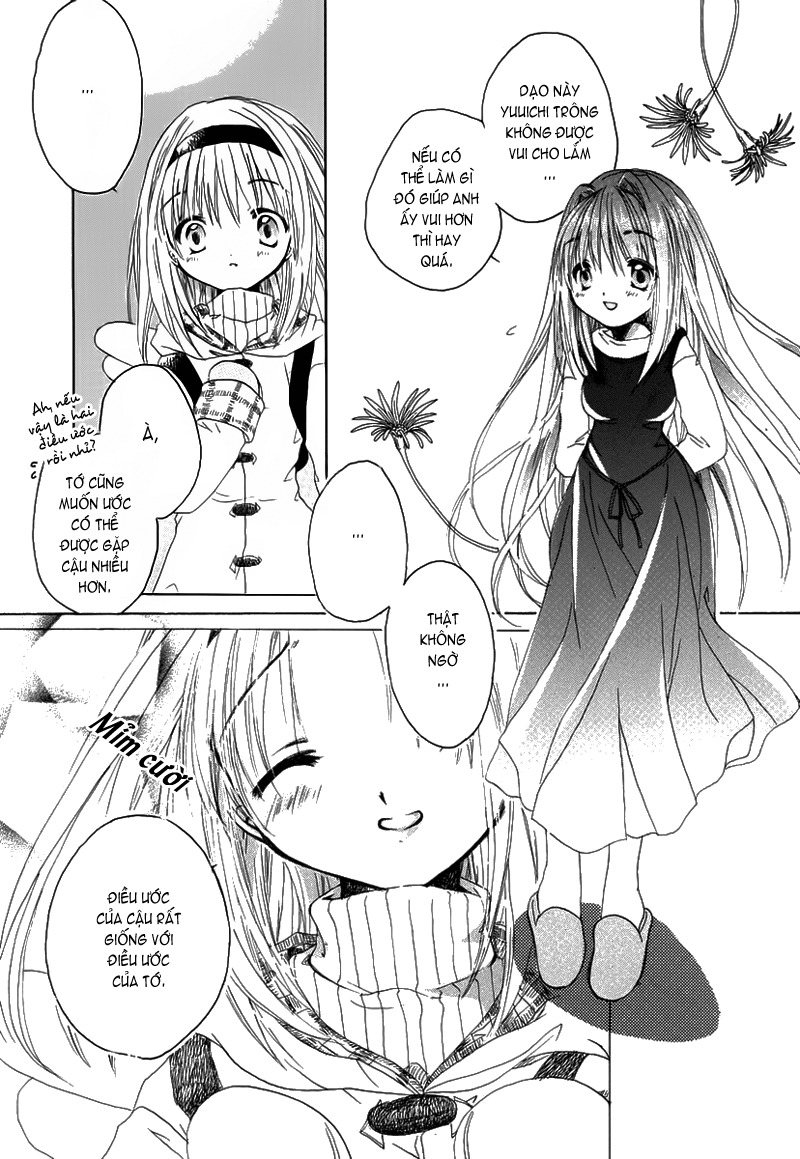 DẠO NÀY
YUUICHI TRÔNG
KHÔNG ĐƯỢC
VUI CHO LẮM
...
NẾU CÓ
THỂ LÀM GÌ
ĐÓ GIÚP ANH
ẤY VUI HƠN
THÌ HAY
QUÁ.
...
À,
TỚ CŨNG
MUỐN ƯỚC
CÓ THỂ
ĐƯỢC GẶP
CẬU NHIỀU
HƠN.
Ah, nếu
vậy là hai
điều ước
rồi nhỉ?
...
THẬT
KHÔNG
NGỜ
...
Mỉm cười
ĐIỀU ƯỚC
CỦA CẬU RẤT
GIỐNG VỚI
ĐIỀU ƯỚC
CỦA TỚ.